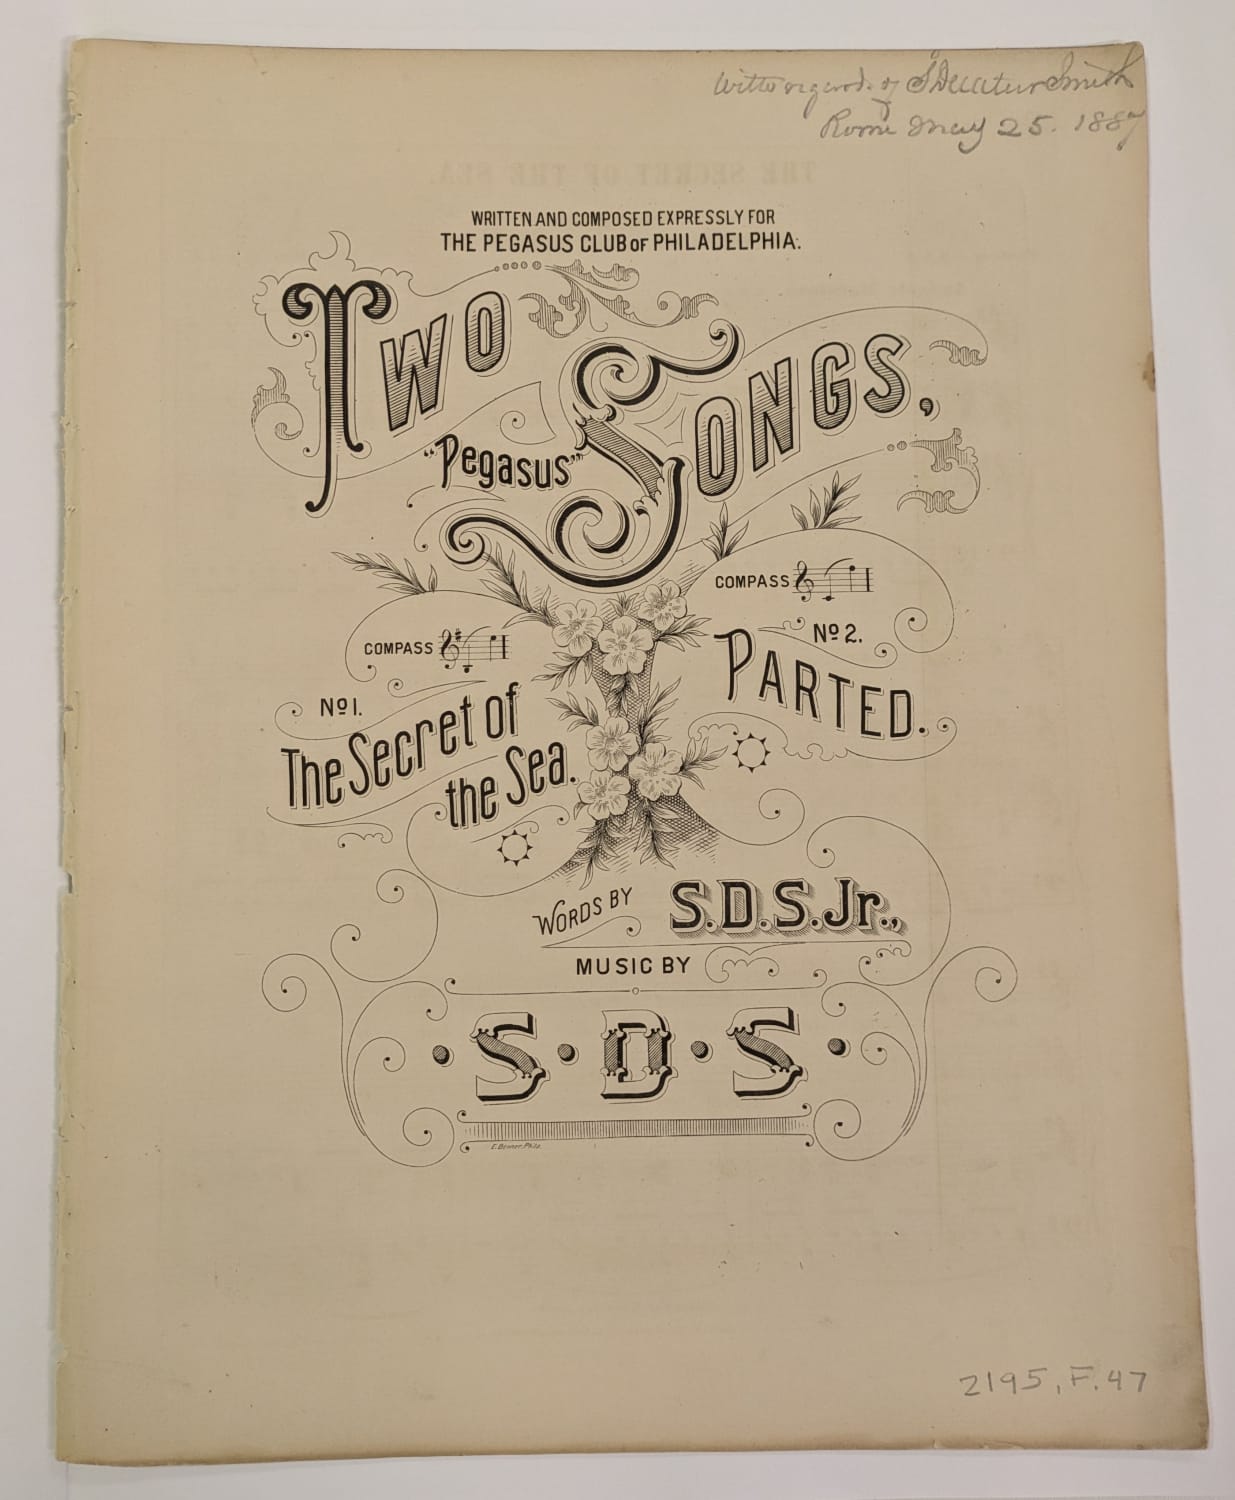 With regards of S Decatur Smith
Rome May 25. 1887
WRITTEN AND COMPOSED EXPRESSLY FOR
THE PEGASUS CLUB OF PHILADELPHIA.
TWO
"Pegasus"
SONGS,
COMPASS
No 1.
The Secret of
the Sea.
COMPASS
No 2.
PARTED.
WORDS BY S.D.S.Jr.,
MUSIC BY
S·D·S
2195.F.47